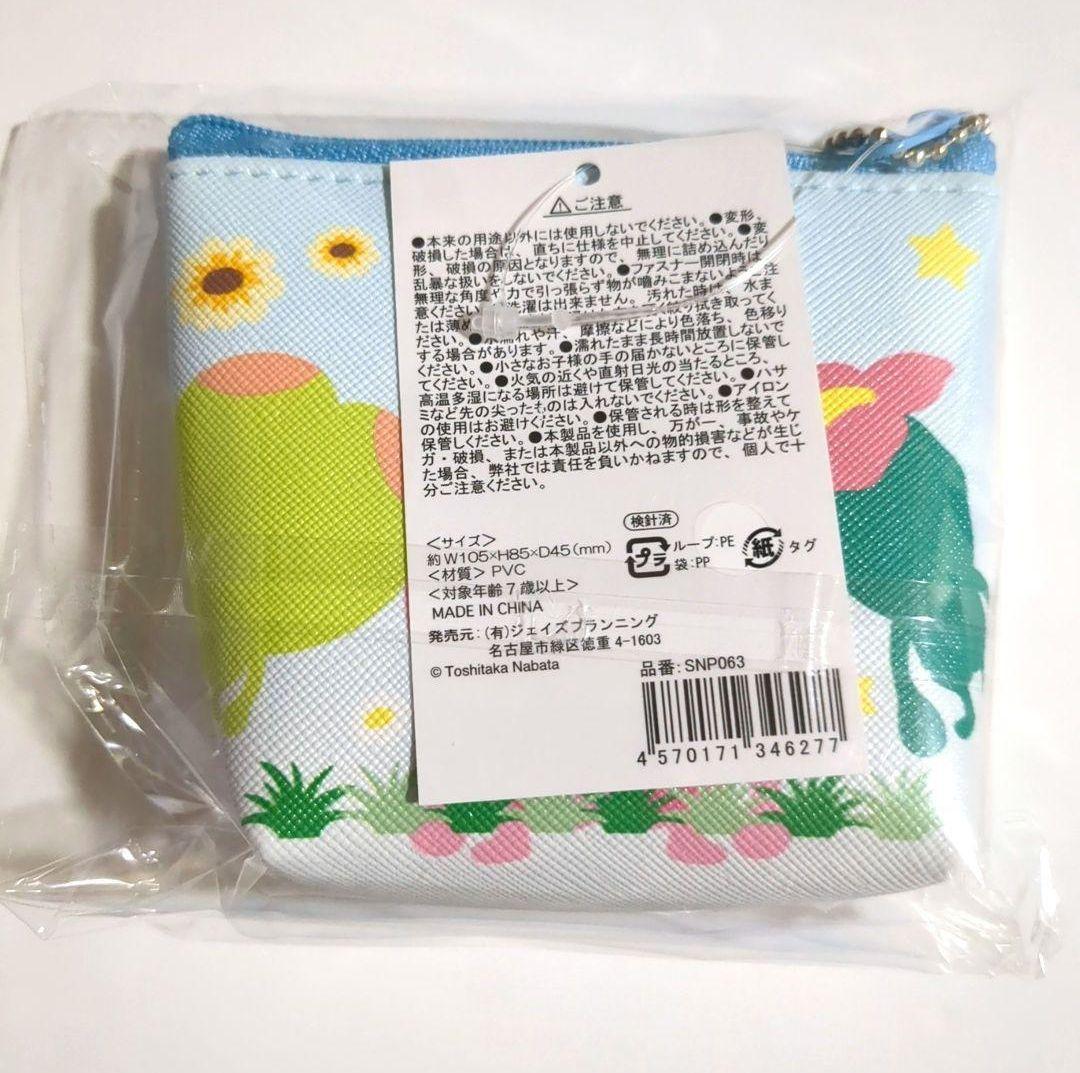 ⚠ご注意
●本来の用途以外には使用しないでください。●変形、
破損した場合は、直ちに仕様を中止してください。●変
形、破損の原因となりますので、無理に詰め込んだり
乱暴な扱いをしないでください。●ファスナー開閉時は
無理な角度や力で引っ張らず物が噛みこまないようご注
意ください 洗濯は出来ません。汚れた時は、水ま
たは薄め 拭き取ってく
ださい。●水濡れや汗、摩擦などにより色落ち、色移り
する場合があります。●濡れたまま長時間放置しないで
ください。●小さなお子様の手の届かないところに保管し
てください。●火気の近くや直射日光の当たるところ、
高温多湿になる場所は避けて保管してください。●ハサ
ミなど先の尖ったものは入れないでください。●アイロン
の使用はお避けください。●保管される時は形を整えて
保管しください。●本製品を使用し、万が一、事故やケ
ガ・破損、または本製品以外への物的損害などが生じ
た場合、弊社では責任を負いかねますので、個人で十
分ご注意ください。
検針済
<サイズ>
約W105×H85×D45(mm)
<材質> PVC
<対象年齢7歳以上>
MADE IN CHINA
プラ ループ:PE
袋:PP
紙 タグ
発売元:(有)ジェイズプランニング
名古屋市緑区徳重4-1603
© Toshitaka Nabata
品番:SNP063
4 570171 346277